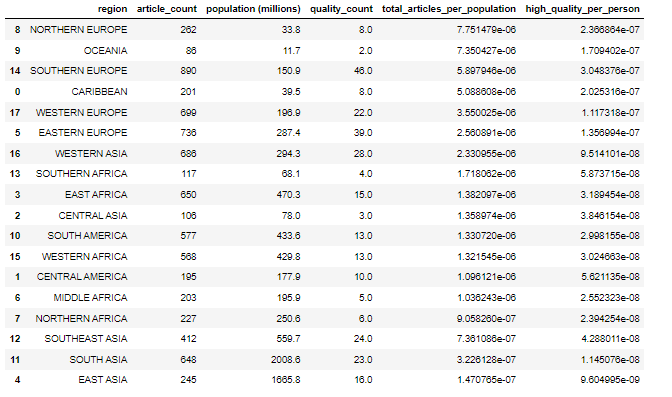 region article_count population (millions) quality_count total_articles_per_population high_quality_per_person
8 NORTHERN EUROPE 262 33.8 8.0 7.751479e-06 2.366864e-07
9 OCEANIA 86 11.7 2.0 7.350427e-06 1.709402e-07
14 SOUTHERN EUROPE 890 150.9 46.0 5.897946e-06 3.048376e-07
0 CARIBBEAN 201 39.5 8.0 5.088608e-06 2.025316e-07
17 WESTERN EUROPE 699 196.9 22.0 3.550025e-06 1.117318e-07
5 EASTERN EUROPE 736 287.4 39.0 2.560891e-06 1.356994e-07
16 WESTERN ASIA 686 294.3 28.0 2.330955e-06 9.514101e-08
13 SOUTHERN AFRICA 117 68.1 4.0 1.718062e-06 5.873715e-08
3 EAST AFRICA 650 470.3 15.0 1.382097e-06 3.189454e-08
2 CENTRAL ASIA 106 78.0 3.0 1.358974e-06 3.846154e-08
10 SOUTH AMERICA 577 433.6 13.0 1.330720e-06 2.998155e-08
15 WESTERN AFRICA 568 429.8 13.0 1.321545e-06 3.024663e-08
1 CENTRAL AMERICA 195 177.9 10.0 1.096121e-06 5.621135e-08
6 MIDDLE AFRICA 203 195.9 5.0 1.036243e-06 2.552323e-08
7 NORTHERN AFRICA 227 250.6 6.0 9.058260e-07 2.394254e-08
12 SOUTHEAST ASIA 412 559.7 24.0 7.361086e-07 4.288011e-08
11 SOUTH ASIA 648 2008.6 23.0 3.226128e-07 1.145076e-08
4 EAST ASIA 245 1665.8 16.0 1.470765e-07 9.604995e-09